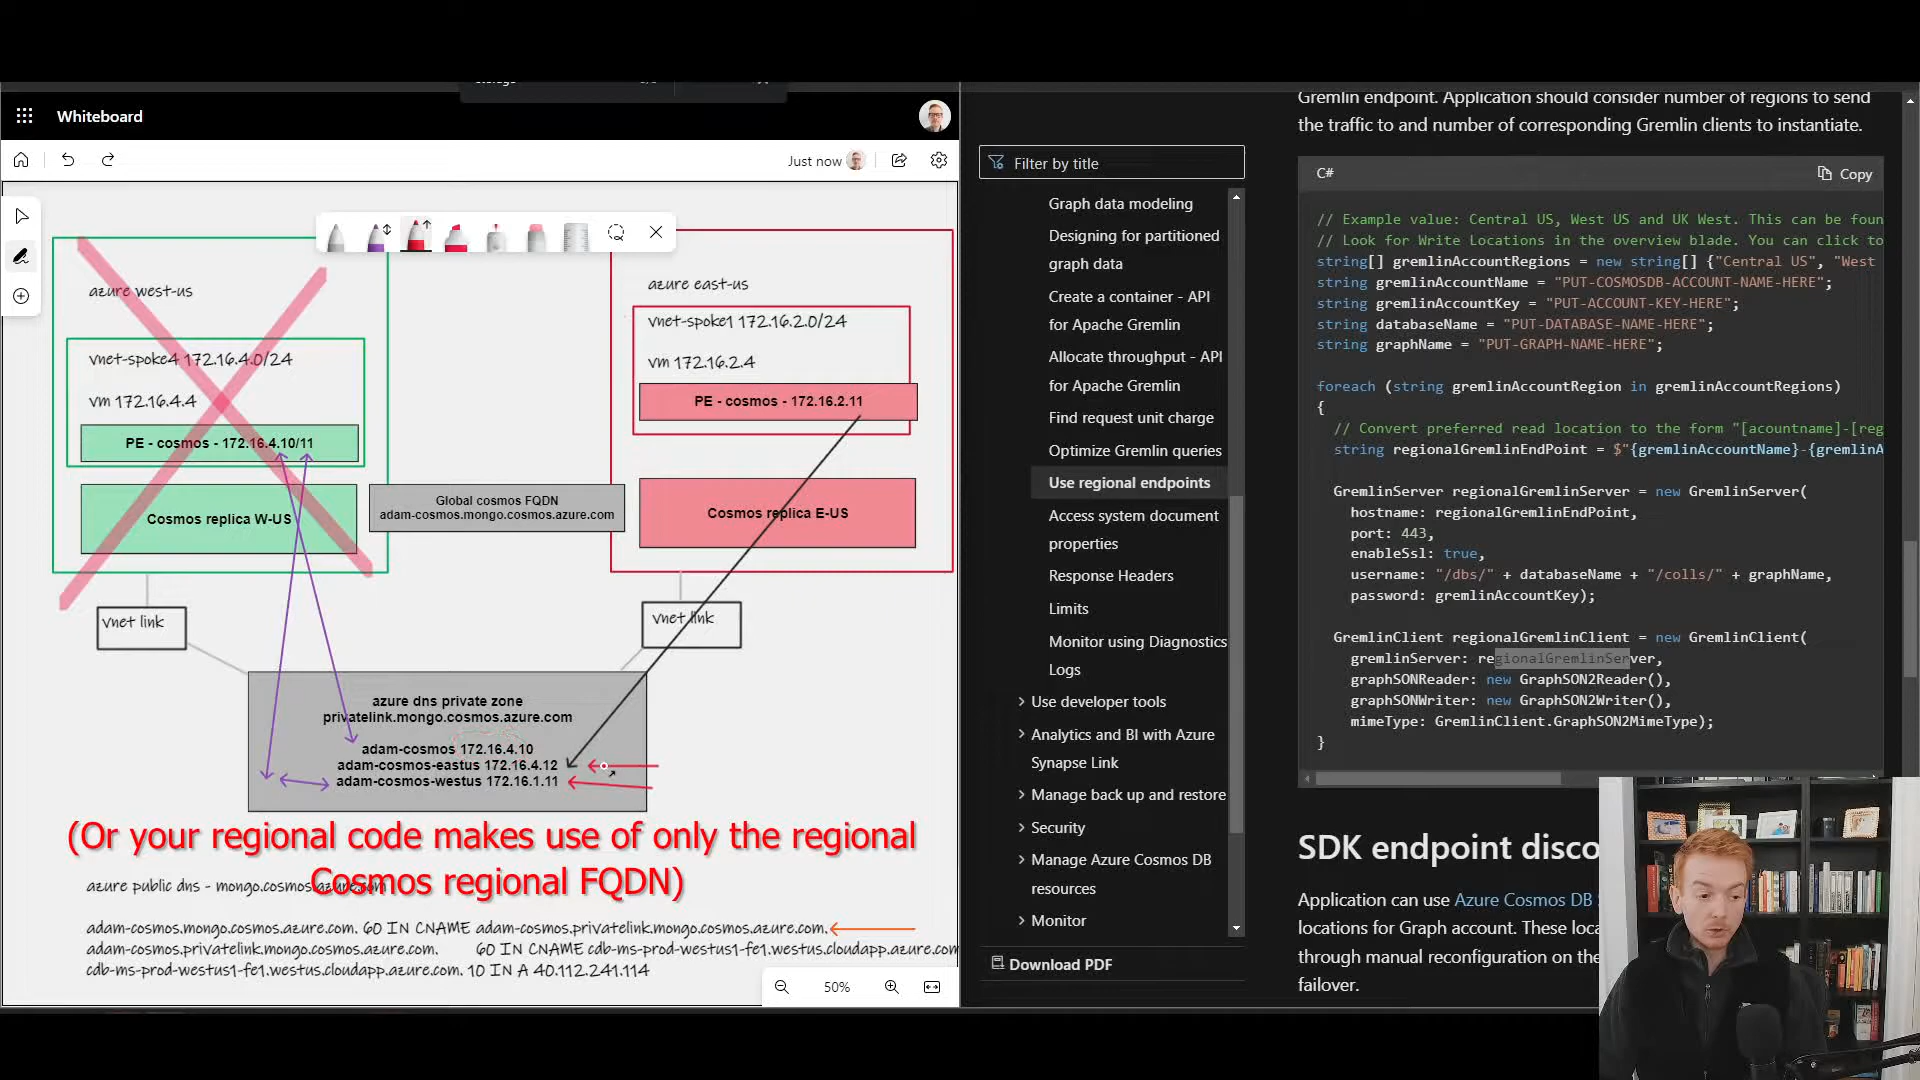 Whiteboard
Just now
azure west-us
vnet-spoke4 172.16.4.0/24
vm 172.16.4.4
PE - cosmos - 172.16.4.10/11
Cosmos replica W-US
Global cosmos FQDN
adam-cosmos.mongo.cosmos.azure.com
azure east-us
vnet-spoke1 172.16.2.0/24
vm 172.16.2.4
PE - cosmos - 172.16.2.11
Cosmos replica E-US
vnet link
vnet link
azure dns private zone
privatelink.mongo.cosmos.azure.com
adam-cosmos 172.16.4.10
adam-cosmos-eastus 172.16.4.12
adam-cosmos-westus 172.16.1.11
(Or your regional code makes use of only the regional
Cosmos regional FQDN)
azure public dns - mongo.cosmos.azure.com
adam-cosmos.mongo.cosmos.azure.com. 60 IN CNAME adam-cosmos.privatelink.mongo.cosmos.azure.com.
adam-cosmos.privatelink.mongo.cosmos.azure.com. 60 IN CNAME cdb-ms-prod-westus1-fe1.westus.cloudapp.azure.com
cdb-ms-prod-westus1-fe1.westus.cloudapp.azure.com. 10 IN A 40.112.241.114
50%
Filter by title
Graph data modeling
Designing for partitioned
graph data
Create a container - API
for Apache Gremlin
Allocate throughput - API
for Apache Gremlin
Find request unit charge
Optimize Gremlin queries
Use regional endpoints
Access system document
properties
Response Headers
Limits
Monitor using Diagnostics
Logs
Use developer tools
Analytics and BI with Azure
Synapse Link
Manage back up and restore
Security
Manage Azure Cosmos DB
resources
Monitor
Download PDF
Gremlin endpoint. Application should consider number of regions to send
the traffic to and number of corresponding Gremlin clients to instantiate.
C#
Copy
// Example value: Central US, West US and UK West. This can be foun
// Look for Write Locations in the overview blade. You can click to
string[] gremlinAccountRegions = new string[] {"Central US", "West
string gremlinAccountName = "PUT-COSMOSDB-ACCOUNT-NAME-HERE";
string gremlinAccountKey = "PUT-ACCOUNT-KEY-HERE";
string databaseName = "PUT-DATABASE-NAME-HERE";
string graphName = "PUT-GRAPH-NAME-HERE";
foreach (string gremlinAccountRegion in gremlinAccountRegions)
{
// Convert preferred read location to the form "[acountname]-[reg
string regionalGremlinEndPoint = $"{gremlinAccountName}-{gremlinA
GremlinServer regionalGremlinServer = new GremlinServer(
hostname: regionalGremlinEndPoint,
port: 443,
enableSsl: true,
username: "/dbs/" + databaseName + "/colls/" + graphName,
password: gremlinAccountKey);
GremlinClient regionalGremlinClient = new GremlinClient(
gremlinServer: regionalGremlinServer,
graphSONReader: new GraphSON2Reader(),
graphSONWriter: new GraphSON2Writer(),
mimeType: GremlinClient.GraphSON2MimeType);
}
SDK endpoint disco
Application can use Azure Cosmos DB
locations for Graph account. These loca
through manual reconfiguration on the
failover.